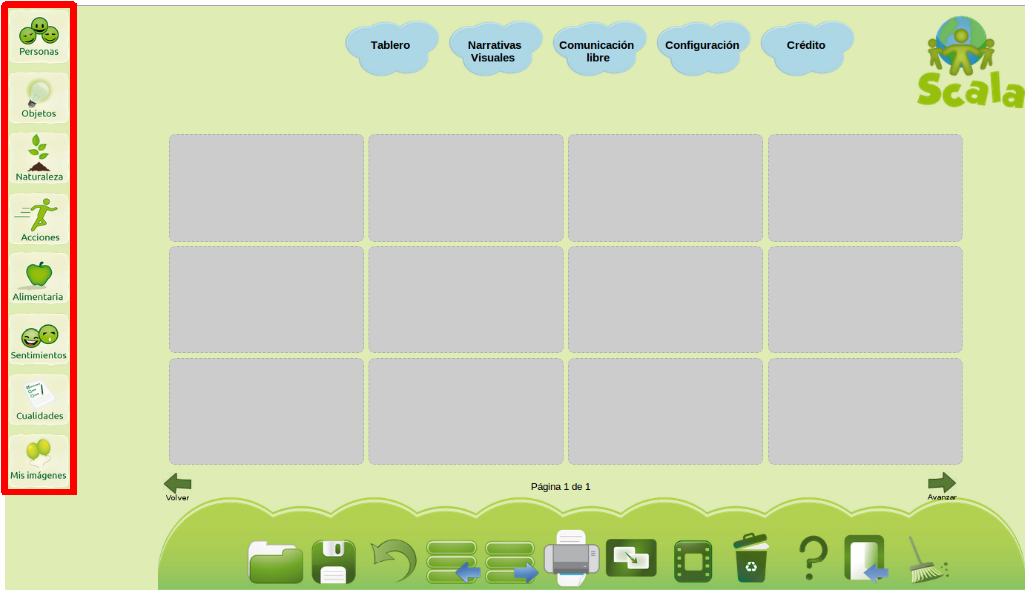 Personas
Objetos
Naturaleza
Acciones
Alimentaria
Sentimientos
Cualidades
Mis imágenes
Tablero
Narrativas
Visuales
Comunicación
libre
Configuración
Crédito
Scala
Volver
Página 1 de 1
Avanzar